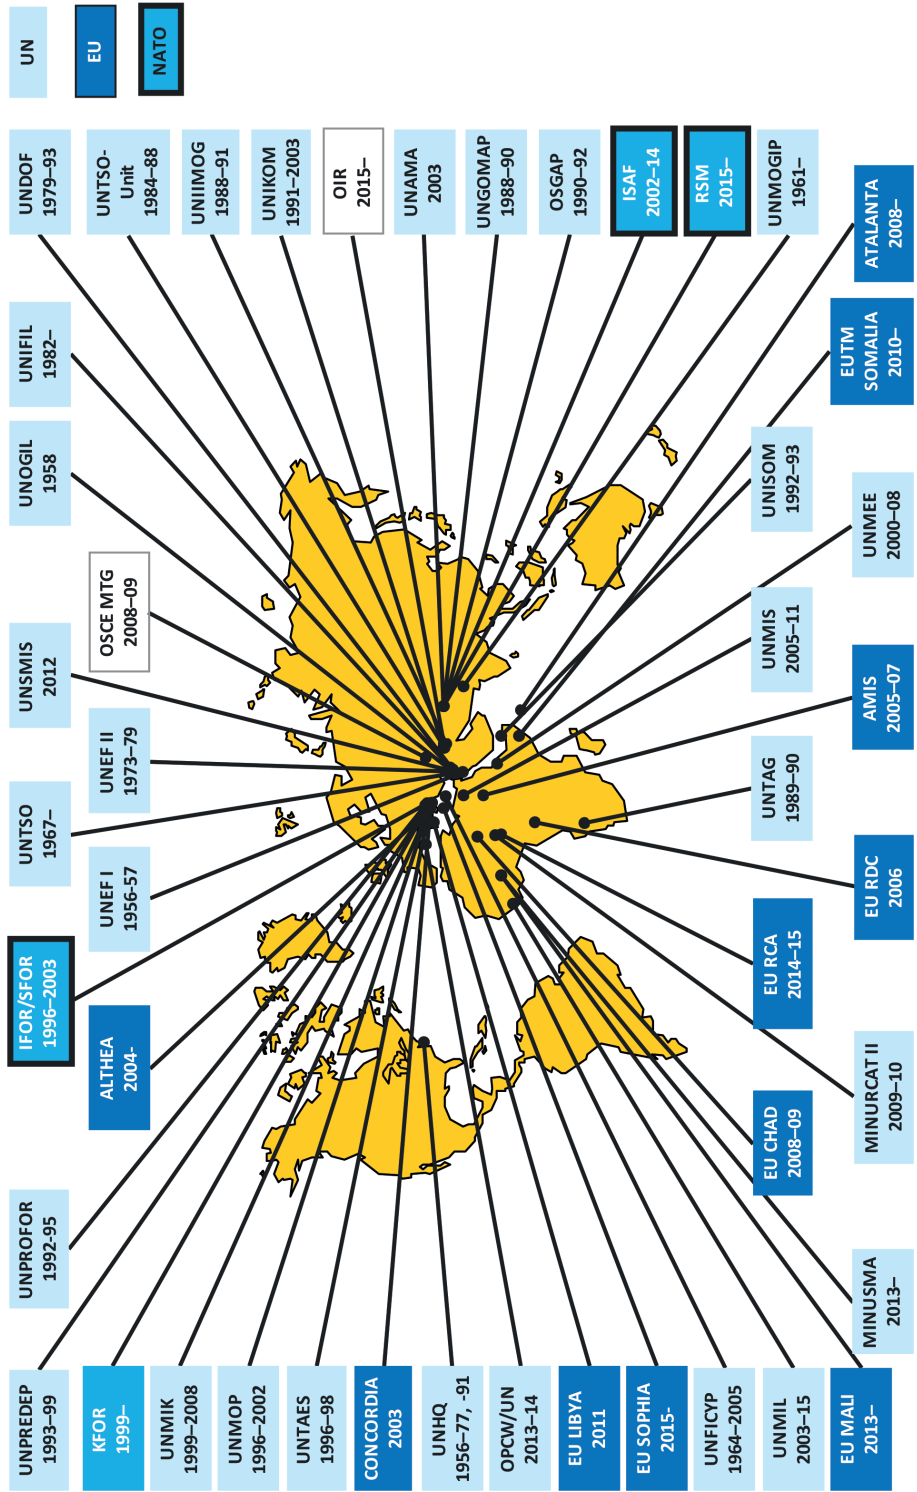 UNPREDEP
1993–99
UNPROFOR
1992-95
IFOR/SFOR
1996–2003
UNTSO
1967–
UNSMIS
2012
UNOGIL
1958
UNIFIL
1982–
UNDOF
1979–93
UN
KFOR
1999–
ALTHEA
2004-
UNEF I
1956-57
UNEF II
1973–79
OSCE MTG
2008–09
UNTSO-
Unit
1984–88
EU
UNMIK
1999–2008
UNIIMOG
1988–91
NATO
UNMOP
1996–2002
UNIKOM
1991–2003
UNTAES
1996–98
OIR
2015–
CONCORDIA
2003
UNAMA
2003
UNHQ
1956–77, -91
UNGOMAP
1988–90
OPCW/UN
2013–14
OSGAP
1990–92
EU LIBYA
2011
ISAF
2002–14
EU SOPHIA
2015-
RSM
2015–
UNFICYP
1964–2005
UNMOGIP
1961–
UNMIL
2003–15
EU CHAD
2008–09
EU RCA
2014–15
UNTAG
1989–90
UNMIS
2005–11
UNISOM
1992–93
EUTM
SOMALIA
2010–
EU MALI
2013–
MINUSMA
2013–
MINURCAT II
2009–10
EU RDC
2006
AMIS
2005–07
UNMEE
2000–08
ATALANTA
2008–